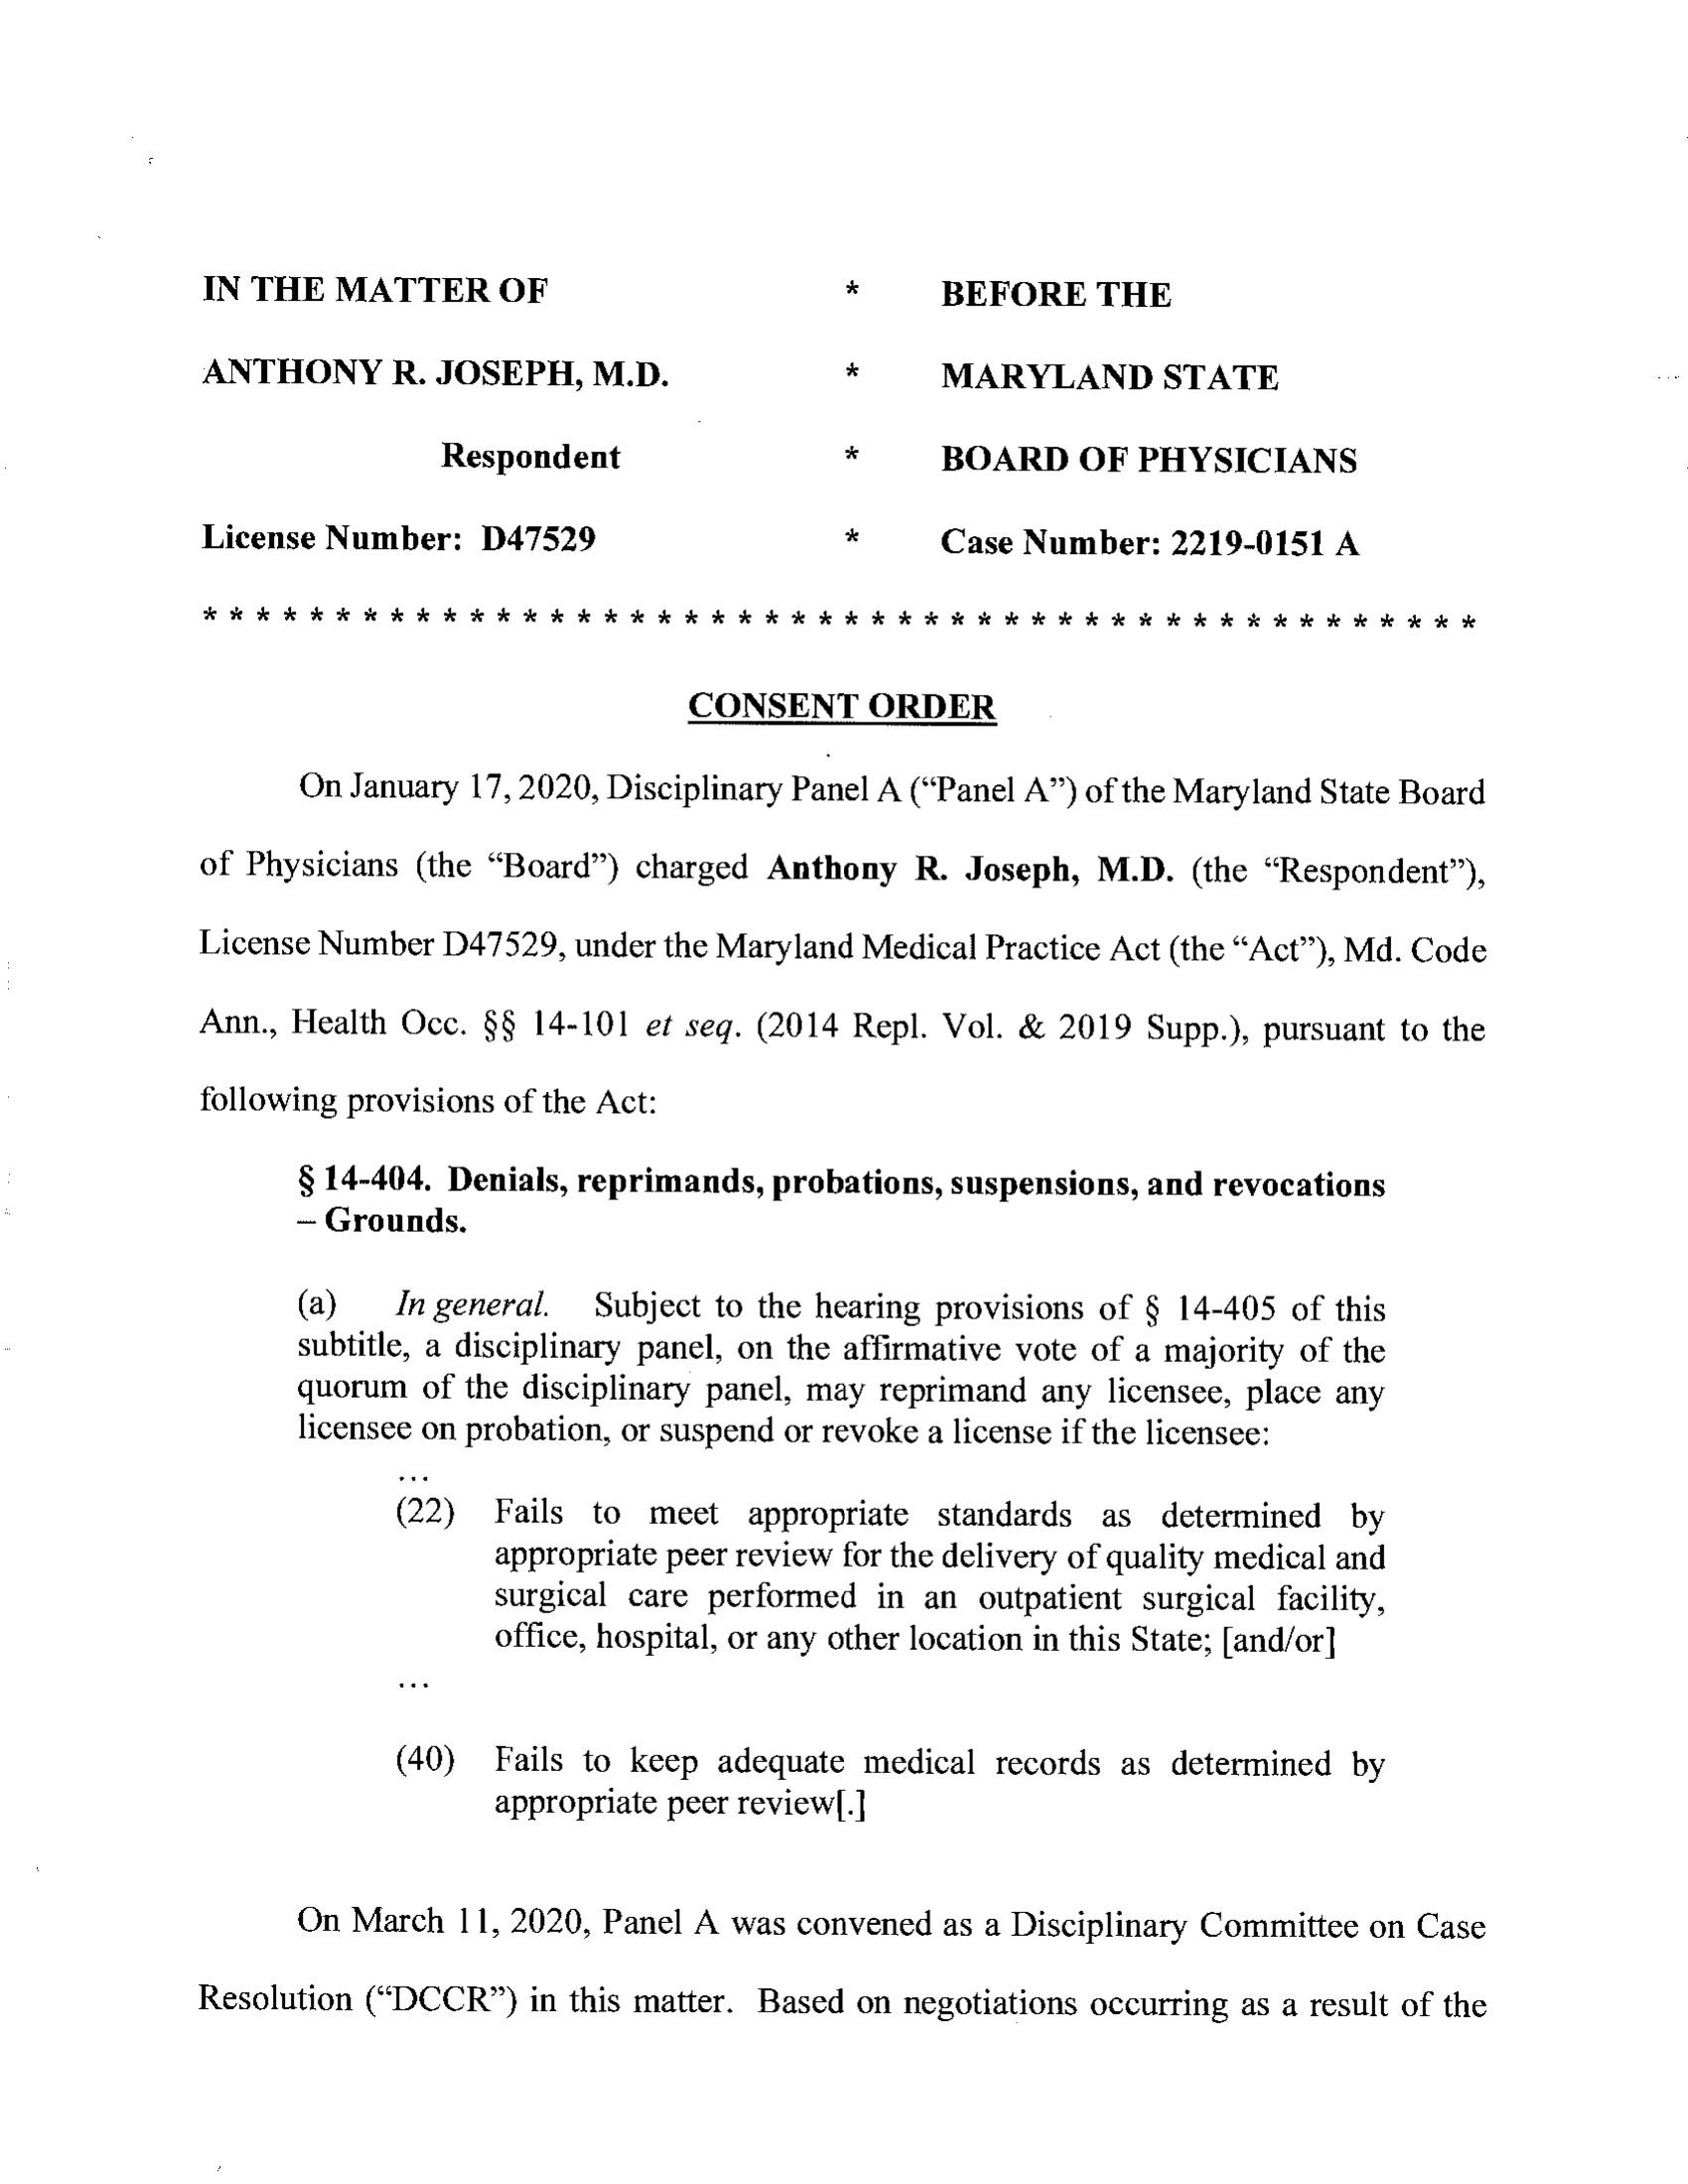 IN THE MATTER OF * BEFORE THE
ANTHONY R. JOSEPH, M.D. * MARYLAND STATE
Respondent * BOARD OF PHYSICIANS
License Number: D47529 * Case Number: 2219-0151 A
* * * * * * * * * * * * * * * * * * * * * * * * * * * * * * * * * * * * * * * * * * * * * * * *
CONSENT ORDER
On January 17, 2020, Disciplinary Panel A (“Panel A”) of the Maryland State Board
of Physicians (the “Board”) charged Anthony R. Joseph, M.D. (the “Respondent”),
License Number D47529, under the Maryland Medical Practice Act (the “Act”), Md. Code
Ann., Health Occ. §§ 14-101 et seq. (2014 Repl. Vol. & 2019 Supp.), pursuant to the
following provisions of the Act:
§ 14-404. Denials, reprimands, probations, suspensions, and revocations
– Grounds.
(a) In general. Subject to the hearing provisions of § 14-405 of this
subtitle, a disciplinary panel, on the affirmative vote of a majority of the
quorum of the disciplinary panel, may reprimand any licensee, place any
licensee on probation, or suspend or revoke a license if the licensee:
...
(22) Fails to meet appropriate standards as determined by
appropriate peer review for the delivery of quality medical and
surgical care performed in an outpatient surgical facility,
office, hospital, or any other location in this State; [and/or]
...
(40) Fails to keep adequate medical records as determined by
appropriate peer review[.]
On March 11, 2020, Panel A was convened as a Disciplinary Committee on Case
Resolution (“DCCR”) in this matter. Based on negotiations occurring as a result of the